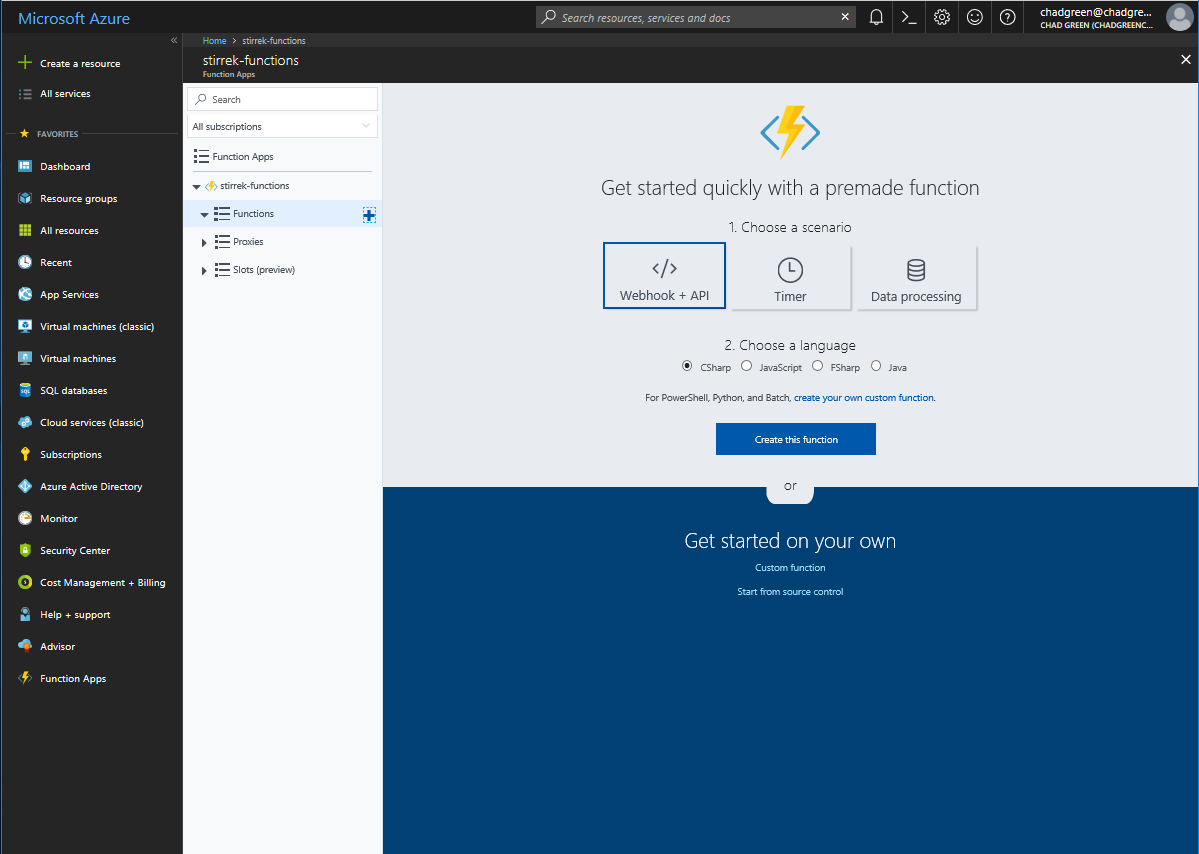 Microsoft Azure
Search resources, services and docs
chadgreen@chadgre...
CHAD GREEN (CHADGREENC...
Home > stirrek-functions
stirrek-functions
Function Apps
Create a resource
All services
FAVORITES
Dashboard
Resource groups
All resources
Recent
App Services
Virtual machines (classic)
Virtual machines
SQL databases
Cloud services (classic)
Subscriptions
Azure Active Directory
Monitor
Security Center
Cost Management + Billing
Help + support
Advisor
Function Apps
Search
All subscriptions
Function Apps
stirrek-functions
Functions
Proxies
Slots (preview)
Get started quickly with a premade function
1. Choose a scenario
Webhook + API
Timer
Data processing
2. Choose a language
CSharp JavaScript FSharp Java
For PowerShell, Python, and Batch, create your own custom function.
Create this function
or
Get started on your own
Custom function
Start from source control